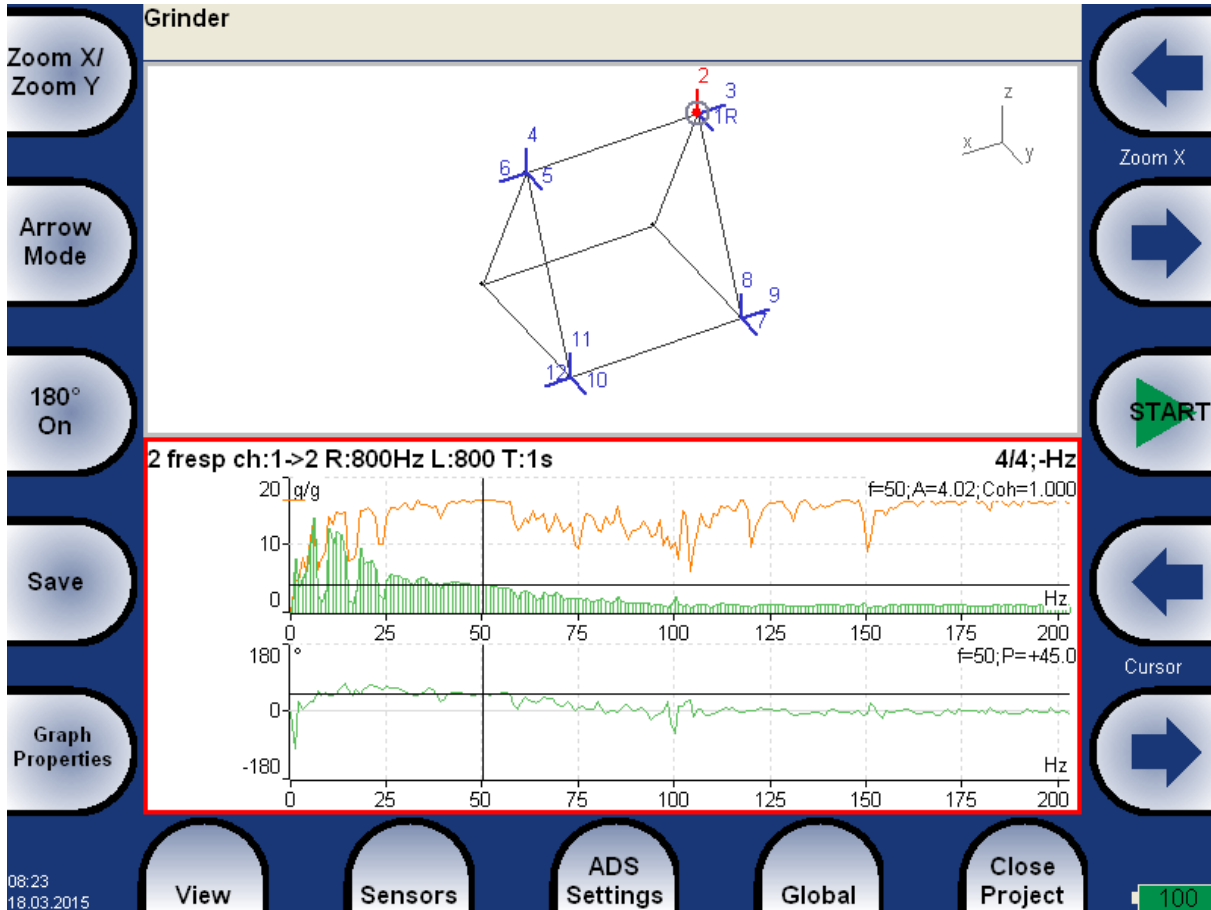 Grinder
Zoom X/
Zoom Y
Arrow
Mode
180°
On
Save
Graph
Properties
2
3
1R
4
6
5
8
9
7
11
12
10
z
x
y
Zoom X
START
Cursor
2 fresp ch:1->2 R:800Hz L:800 T:1s
4/4;-Hz
20
g/g
f=50;A=4.02;Coh=1.000
10
0
Hz
0 25 50 75 100 125 150 175 200
180
°
f=50;P=+45.0
0
-180
Hz
0 25 50 75 100 125 150 175 200
08:23
18.03.2015
View
Sensors
ADS
Settings
Global
Close
Project
100